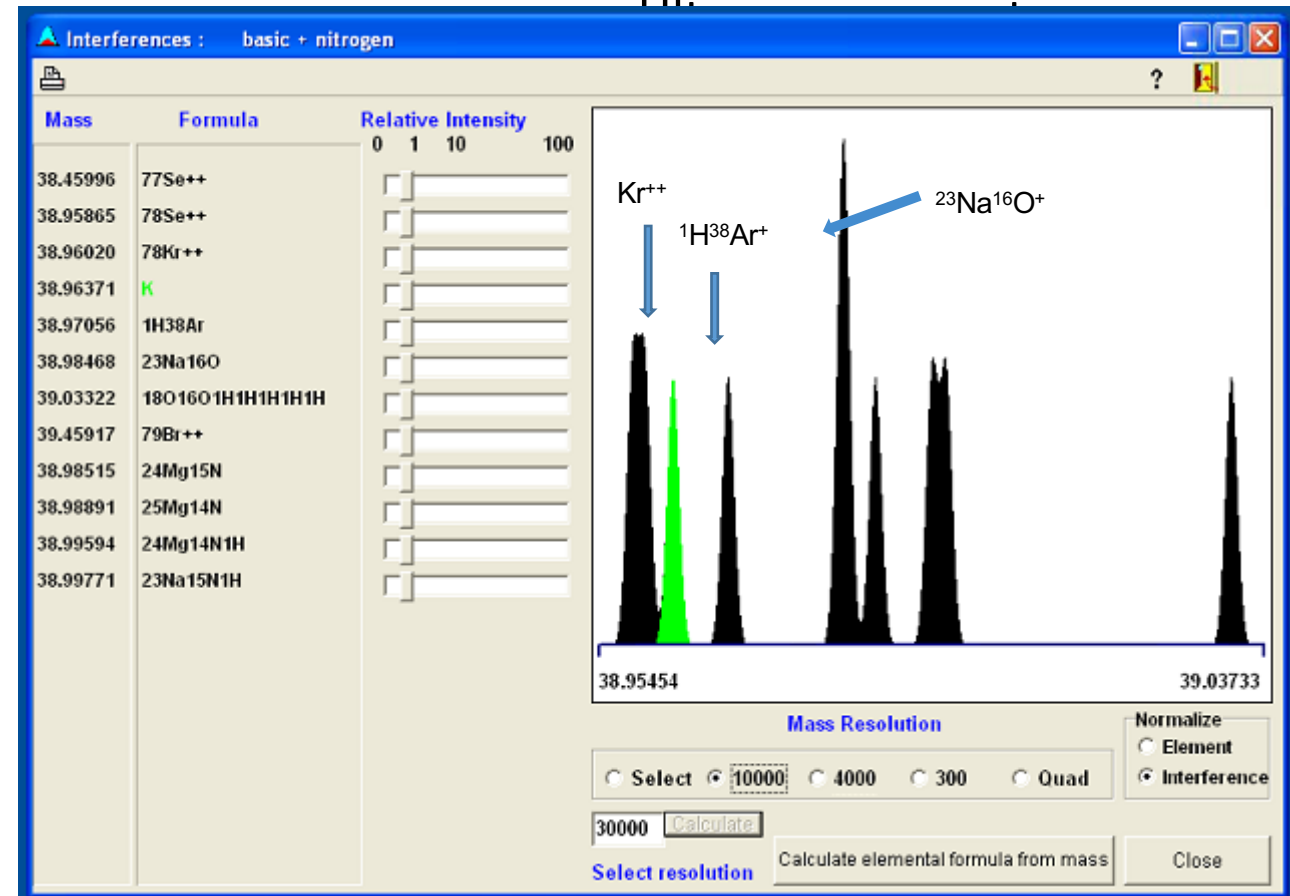 Interferences : basic + nitrogen
?
Mass Formula Relative Intensity
0 1 10 100
38.45996 77Se++
38.95865 78Se++
38.96020 78Kr++
38.96371 K
38.97056 1H38Ar
38.98468 23Na16O
39.03322 18O16O1H1H1H1H1H
39.45917 79Br++
38.98515 24Mg15N
38.98891 25Mg14N
38.99594 24Mg14N1H
38.99771 23Na15N1H
Kr⁺⁺
¹H³⁸Ar⁺
²³Na¹⁶O⁺
38.95454 39.03733
Mass Resolution
Select 10000 4000 300 Quad
Normalize
Element
Interference
30000 Calculate
Select resolution
Calculate elemental formula from mass
Close